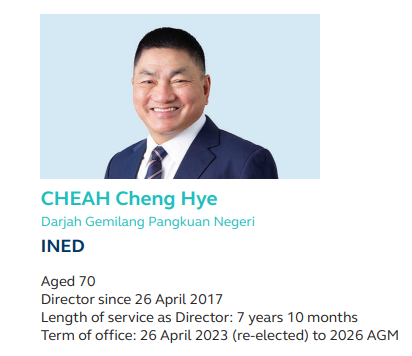 CHEAH Cheng Hye
Darjah Gemilang Pangkuan Negeri
INED
Aged 70
Director since 26 April 2017
Length of service as Director: 7 years 10 months
Term of office: 26 April 2023 (re-elected) to 2026 AGM